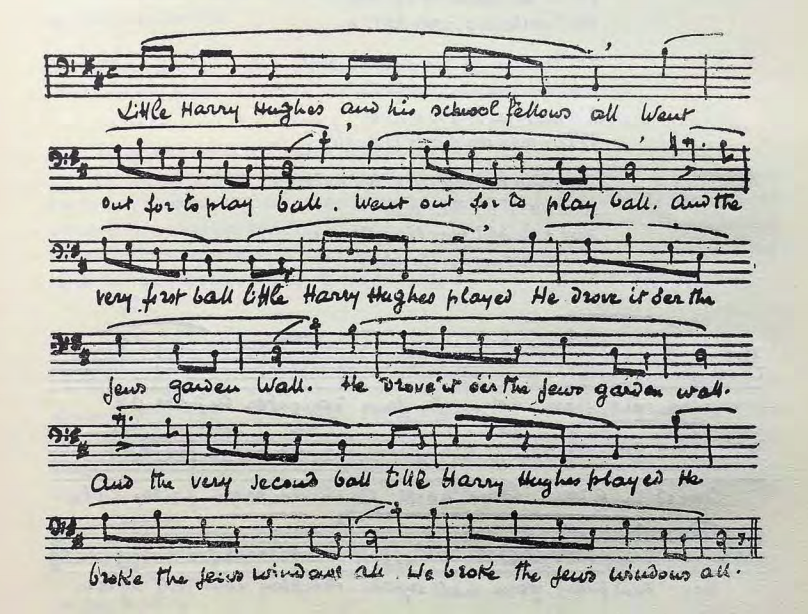 Little Harry Hughes and his school fellows all Went
out for to play ball. Went out for to play ball. And the
very first ball little Harry Hughes played He drove it o'er the
Jews garden Wall. He drove it o'er the Jews garden wall.
And the very second ball little Harry Hughes played He
broke the Jews windows all. He broke the Jews windows all.